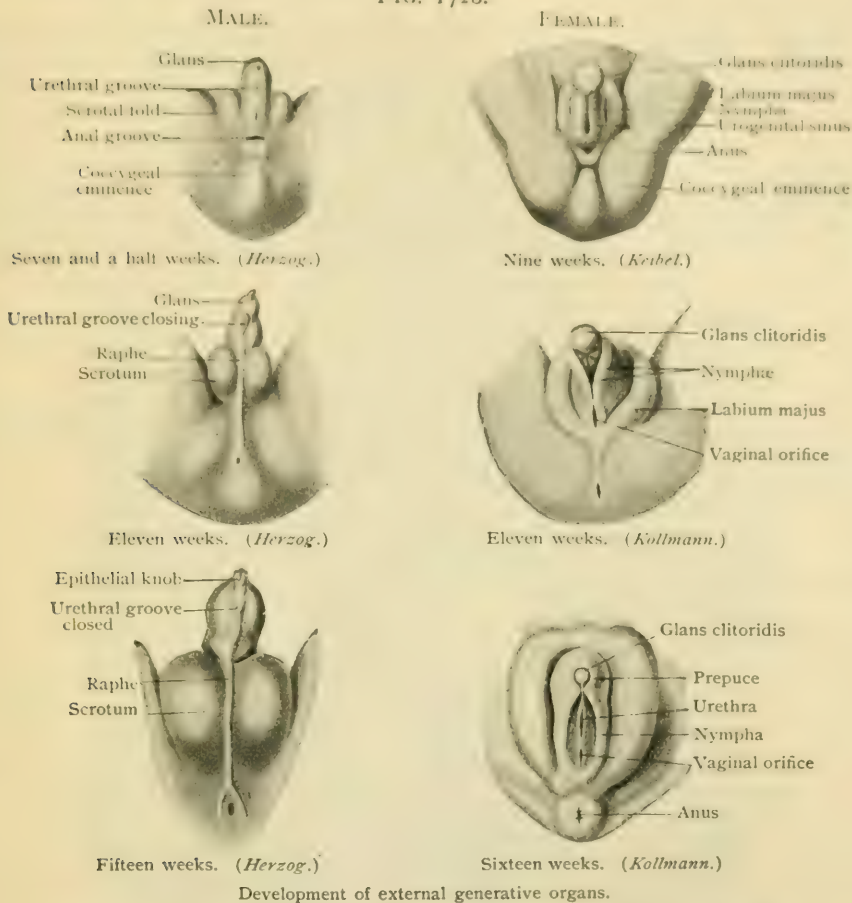 MALE.
FEMALE.
Glans
Urethral groove
Scrotal fold
Anal groove
Coccygeal
eminence
Seven and a half weeks. (Herzog.)
Glans clitoridis
Labium majus
Nympha
Urogenital sinus
Anus
Coccygeal eminence
Nine weeks. (Keibel.)
Glans
Urethral groove closing
Raphe
Scrotum
Eleven weeks. (Herzog.)
Glans clitoridis
Nymphæ
Labium majus
Vaginal orifice
Eleven weeks. (Kollmann.)
Epithelial knob
Urethral groove
closed
Raphe
Scrotum
Fifteen weeks. (Herzog.)
Glans clitoridis
Prepuce
Urethra
Nympha
Vaginal orifice
Anus
Sixteen weeks. (Kollmann.)
Development of external generative organs.